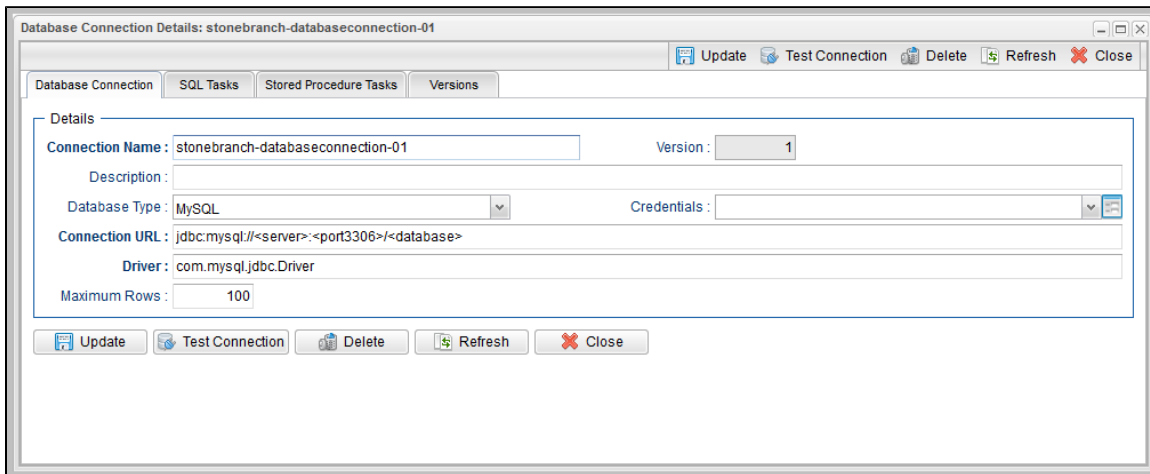 Database Connection Details: stonebranch-databaseconnection-01
Update Test Connection Delete Refresh Close
Database Connection SQL Tasks Stored Procedure Tasks Versions
Details
Connection Name : stonebranch-databaseconnection-01 Version : 1
Description :
Database Type : MySQL Credentials :
Connection URL : jdbc:mysql://<server>:<port3306>/<database>
Driver : com.mysql.jdbc.Driver
Maximum Rows : 100
Update Test Connection Delete Refresh Close